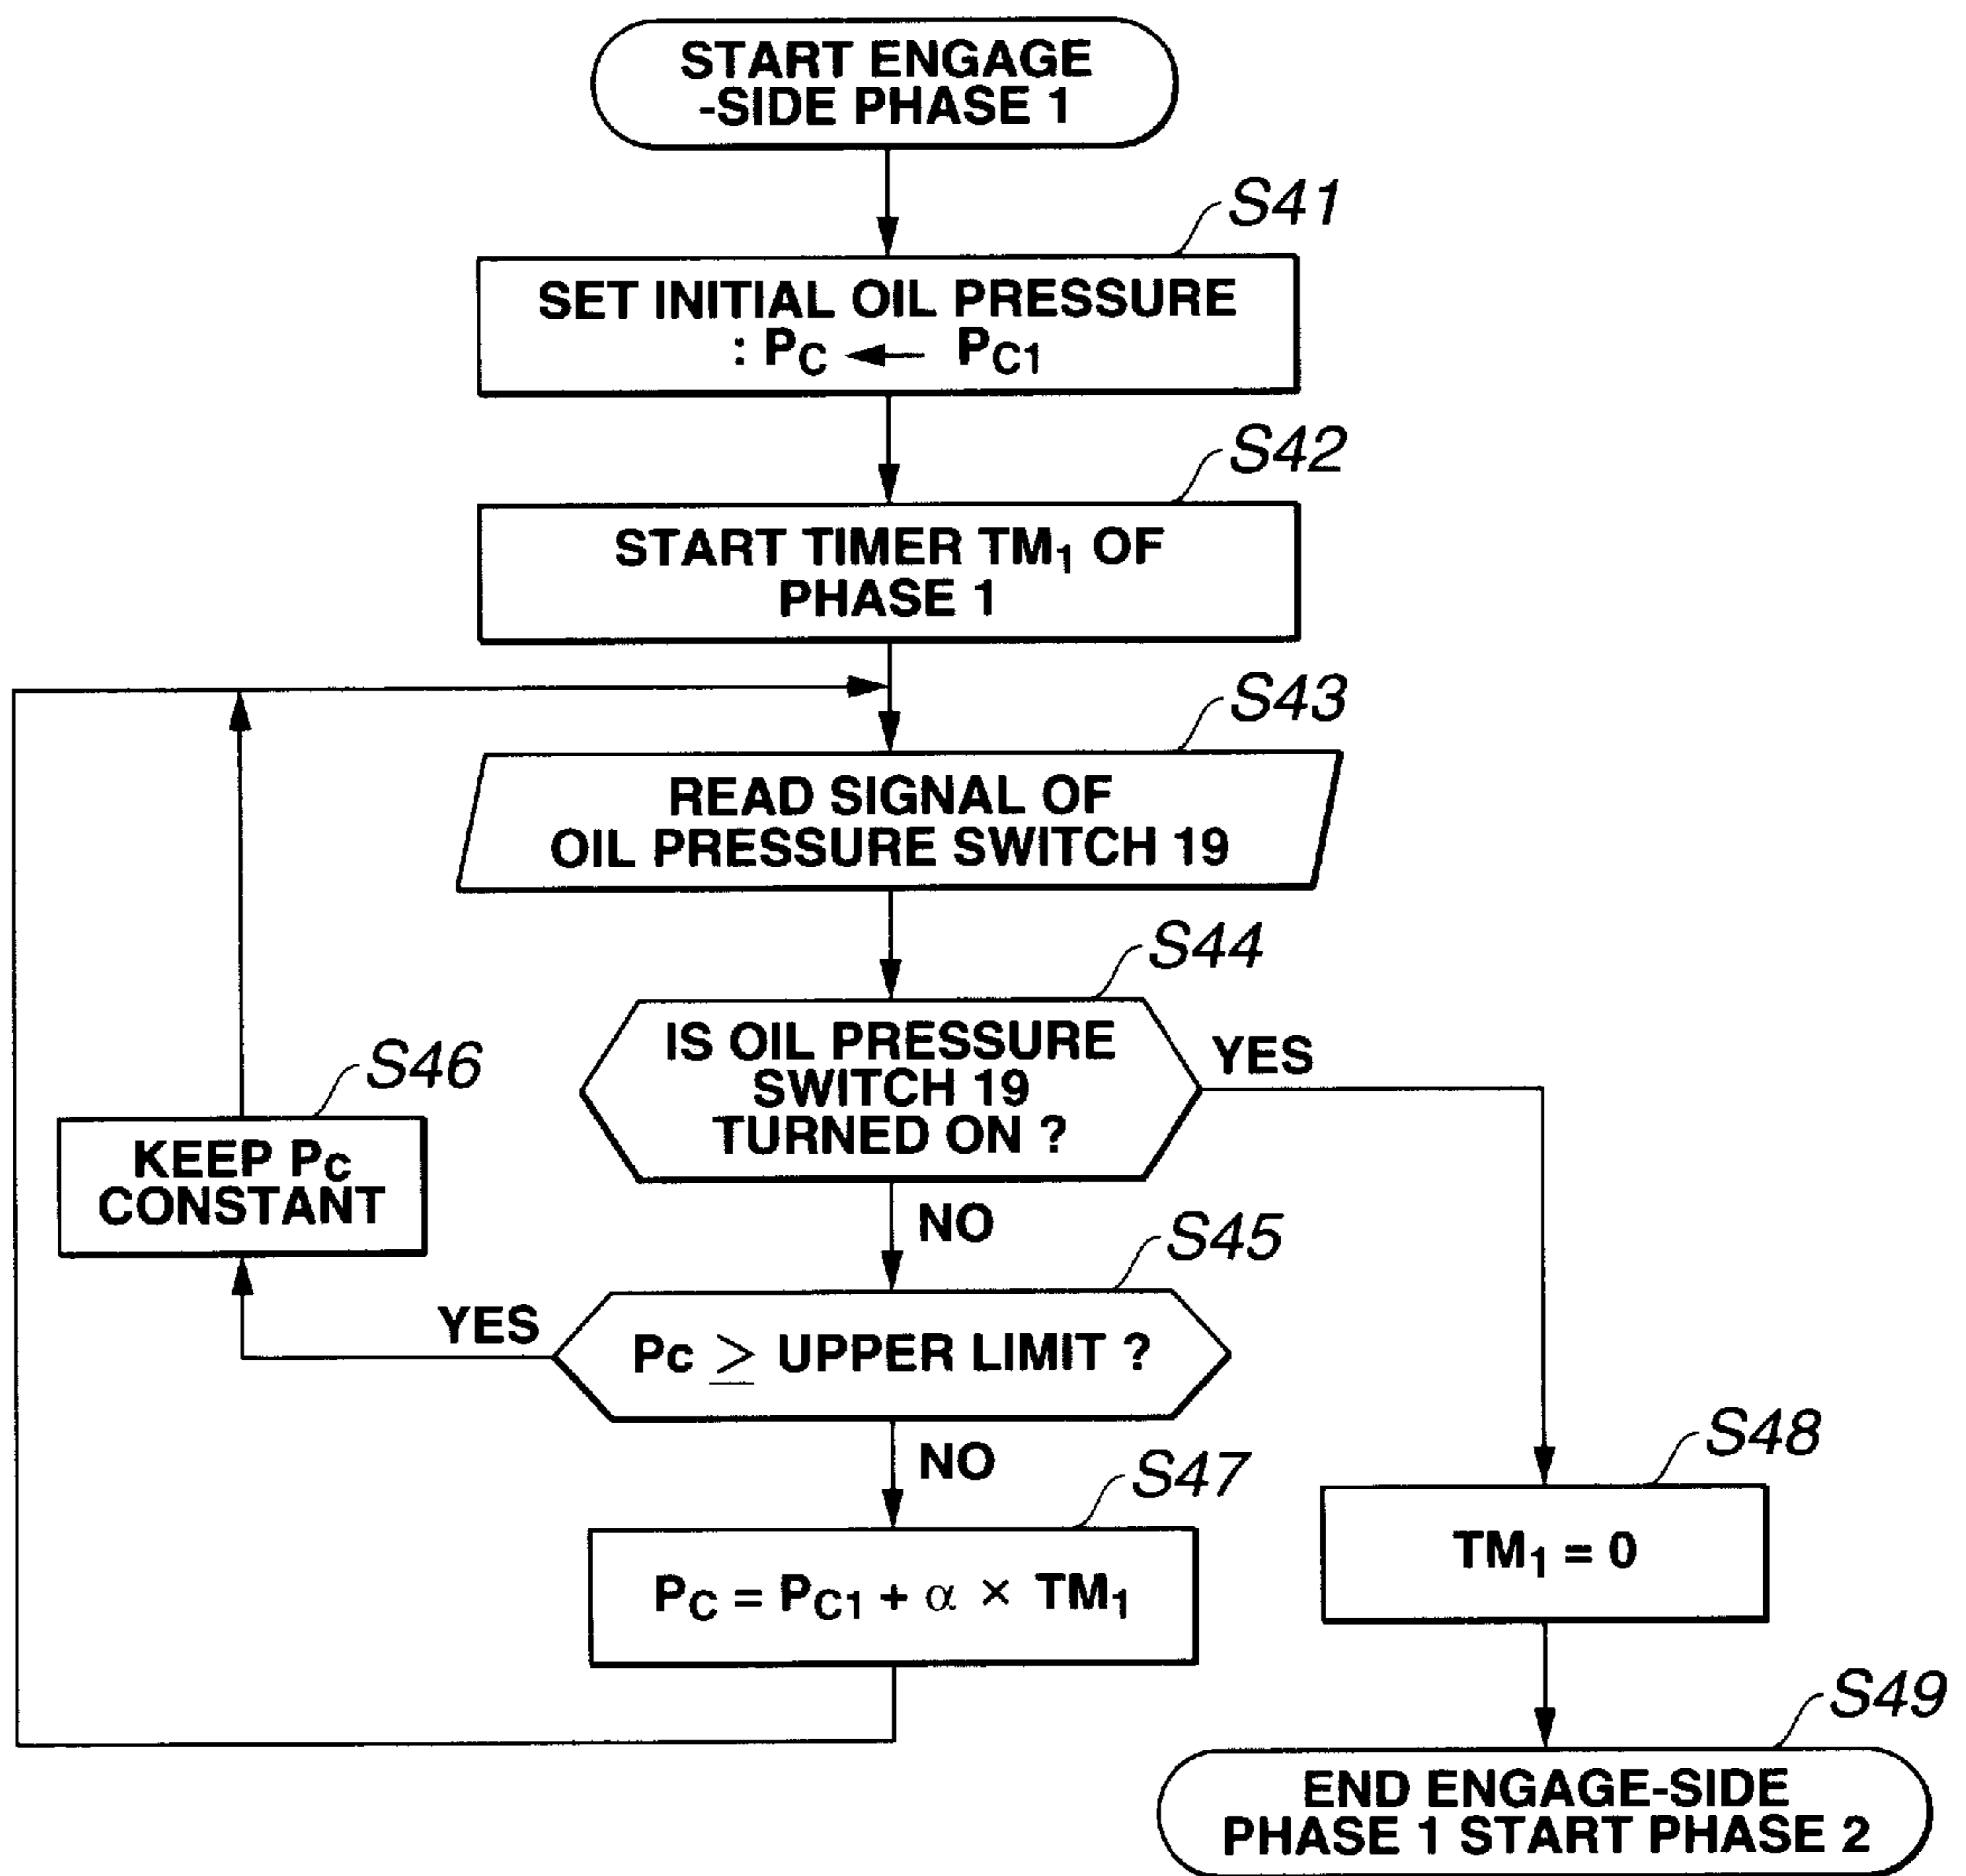 START ENGAGE
-SIDE PHASE 1
S41
SET INITIAL OIL PRESSURE
: PC ← PC1
S42
START TIMER TM1 OF
PHASE 1
S43
READ SIGNAL OF
OIL PRESSURE SWITCH 19
S44
IS OIL PRESSURE
SWITCH 19
TURNED ON ?
YES
S46
KEEP PC
CONSTANT
NO
S45
YES
Pc ≥ UPPER LIMIT ?
NO
S47
PC = PC1 + α × TM1
S48
TM1 = 0
S49
END ENGAGE-SIDE
PHASE 1 START PHASE 2